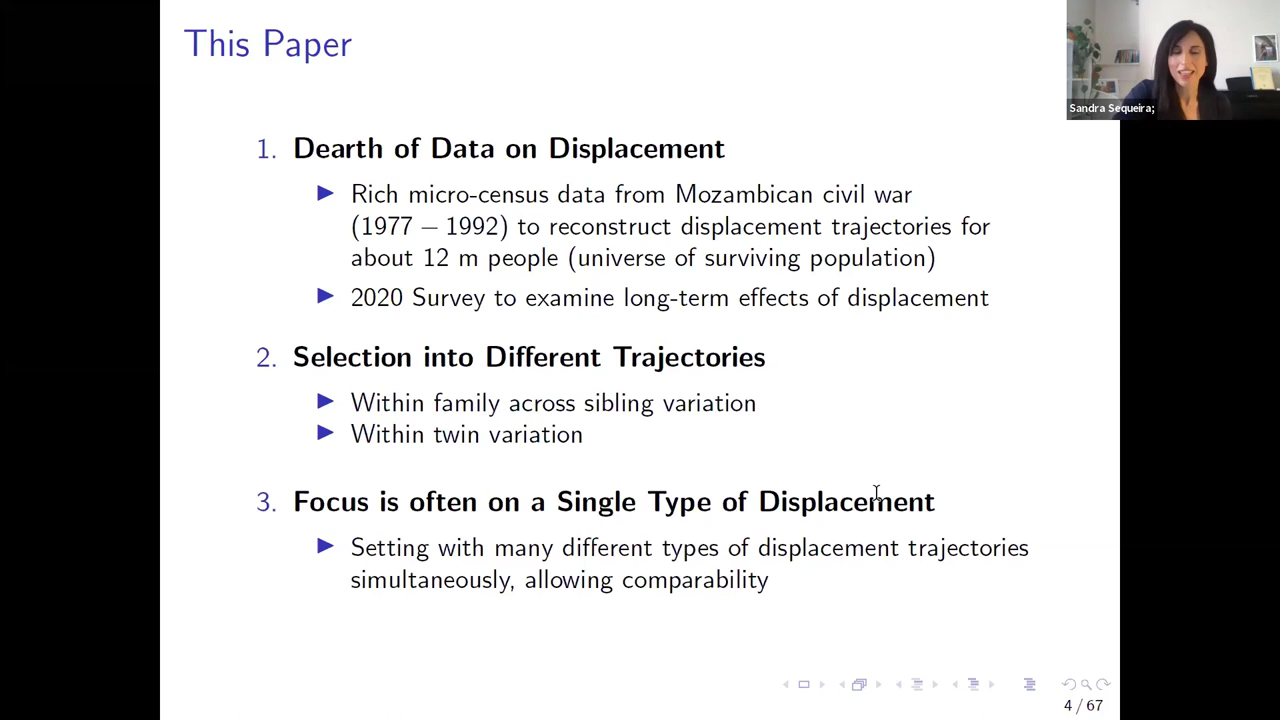 This Paper
Sandra Sequeira;
1. Dearth of Data on Displacement
Rich micro-census data from Mozambican civil war
(1977 – 1992) to reconstruct displacement trajectories for
about 12 m people (universe of surviving population)
2020 Survey to examine long-term effects of displacement
2. Selection into Different Trajectories
Within family across sibling variation
Within twin variation
3. Focus is often on a Single Type of Displacement
Setting with many different types of displacement trajectories
simultaneously, allowing comparability
4 / 67